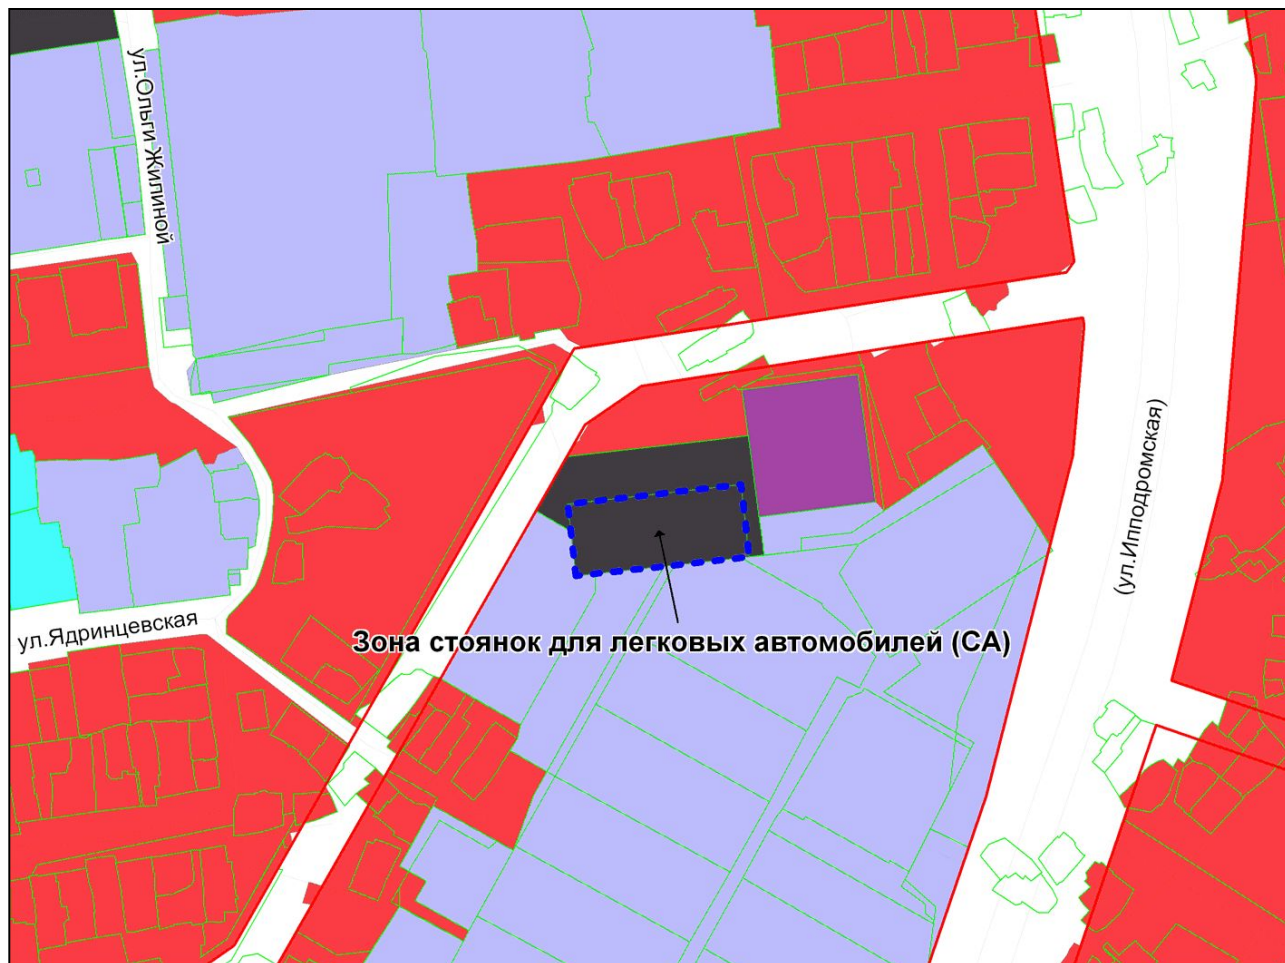 ул.Ольги Жилиной
(ул.Ипподромская)
ул.Ядринцевская
Зона стоянок для легковых автомобилей (СА)